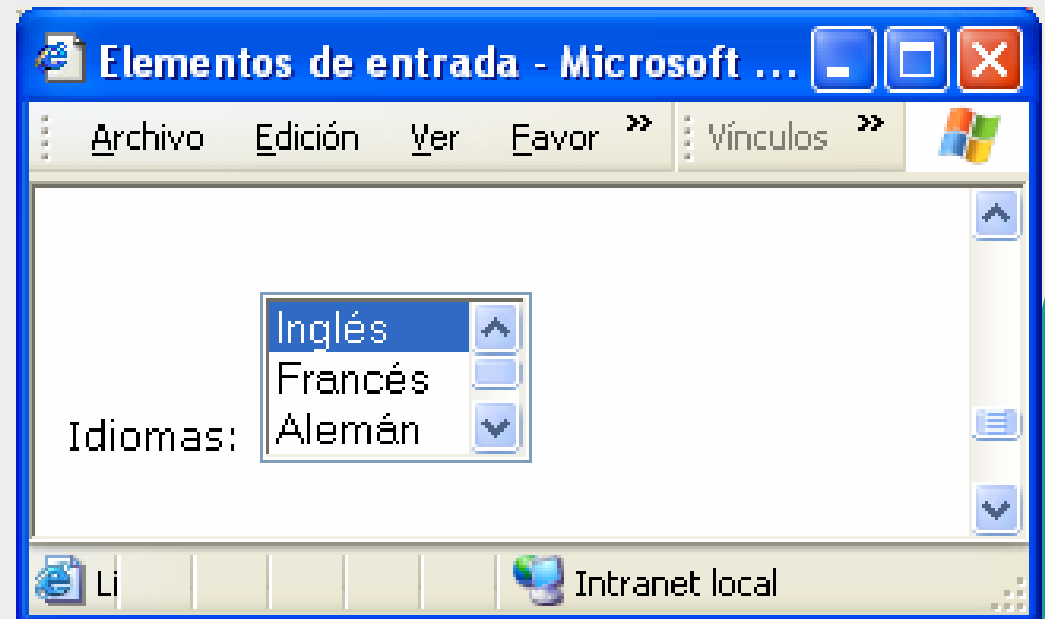 Elementos de entrada - Microsoft ...
Archivo Edición Ver Favor » Vínculos »
Inglés
Francés
Idiomas: Alemán
Li Intranet local